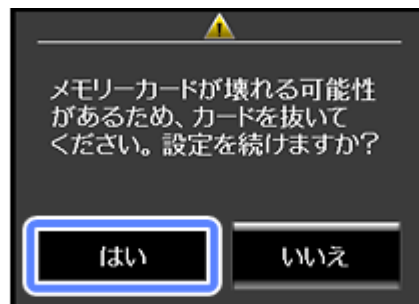 メモリーカードが壊れる可能性
があるため、カードを抜いて
ください。設定を続けますか?
はい
いいえ